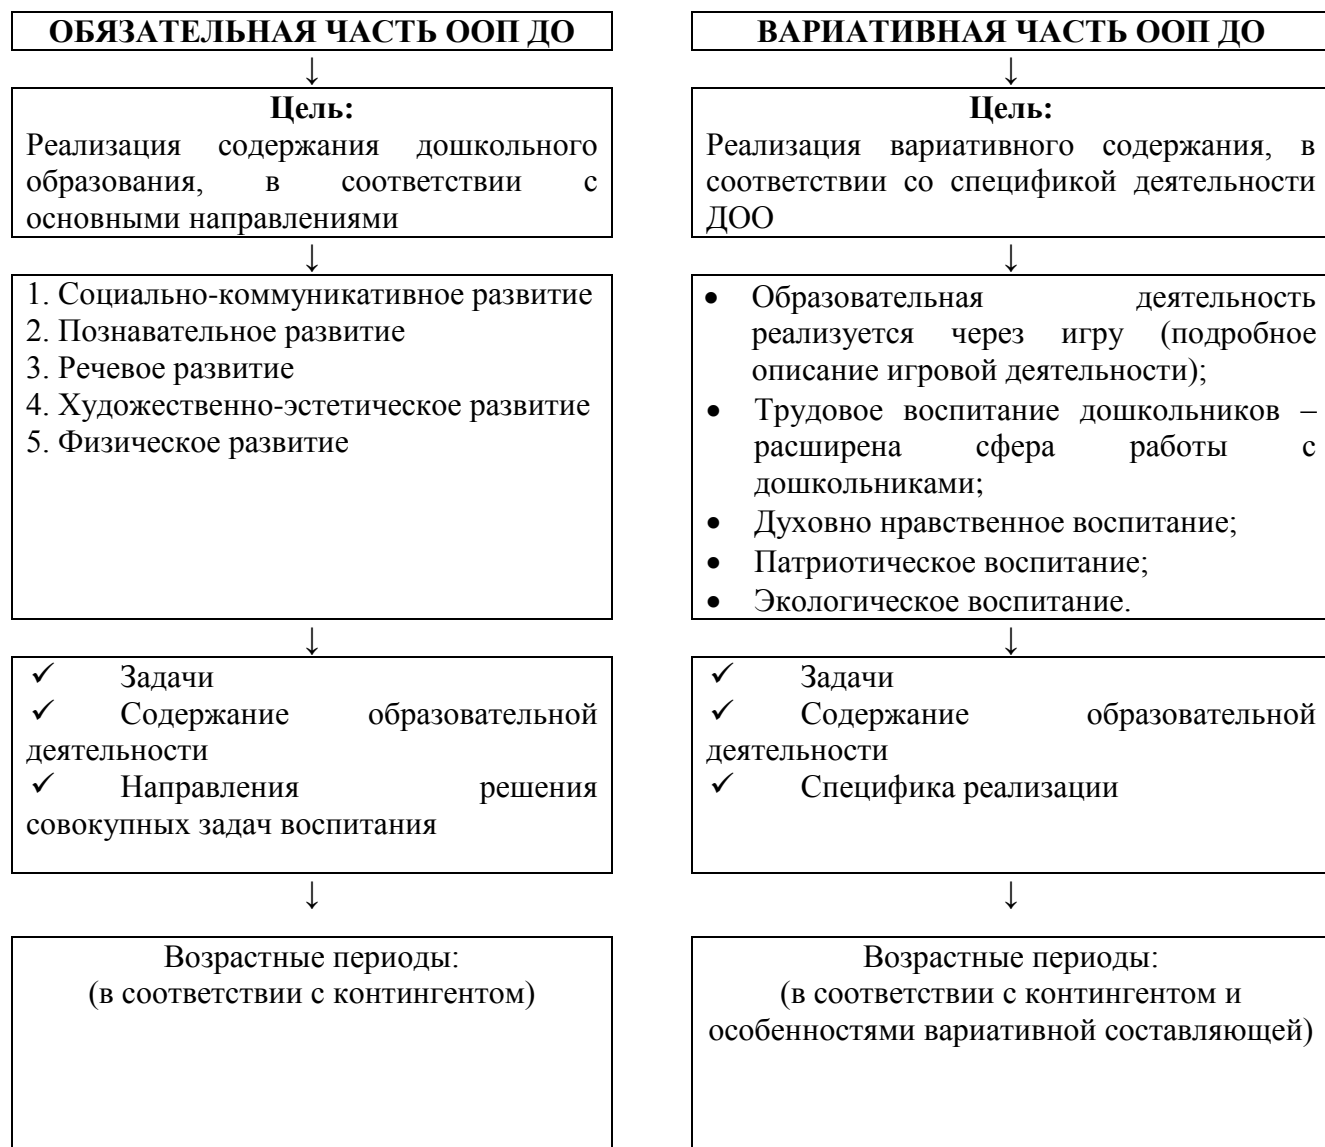 ОБЯЗАТЕЛЬНАЯ ЧАСТЬ ООП ДО
↓
Цель:
Реализация содержания дошкольного
образования, в соответствии с
основными направлениями
↓
1. Социально-коммуникативное развитие
2. Познавательное развитие
3. Речевое развитие
4. Художественно-эстетическое развитие
5. Физическое развитие
↓
✓ Задачи
✓ Содержание образовательной
деятельности
✓ Направления решения
совокупных задач воспитания
↓
Возрастные периоды:
(в соответствии с контингентом)
ВАРИАТИВНАЯ ЧАСТЬ ООП ДО
↓
Цель:
Реализация вариативного содержания, в
соответствии со спецификой деятельности
ДОО
↓
• Образовательная деятельность
реализуется через игру (подробное
описание игровой деятельности);
• Трудовое воспитание дошкольников –
расширена сфера работы с
дошкольниками;
• Духовно нравственное воспитание;
• Патриотическое воспитание;
• Экологическое воспитание.
↓
✓ Задачи
✓ Содержание образовательной
деятельности
✓ Специфика реализации
↓
Возрастные периоды:
(в соответствии с контингентом и
особенностями вариативной составляющей)